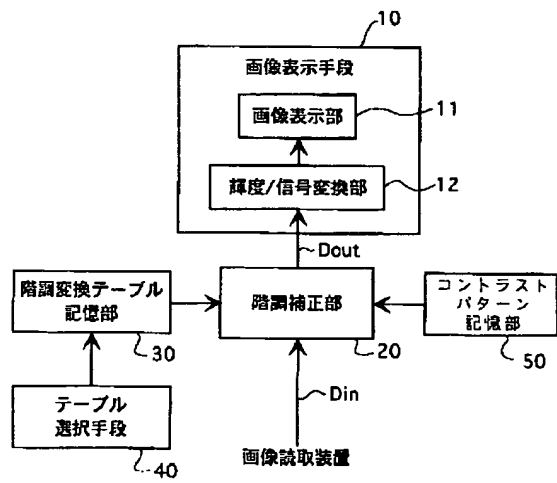 10
画像表示手段
画像表示部
11
輝度/信号変換部
12
Dout
階調変換テーブル
記憶部
30
階調補正部
20
コントラスト
パターン
記憶部
50
テーブル
選択手段
40
Din
画像読取装置